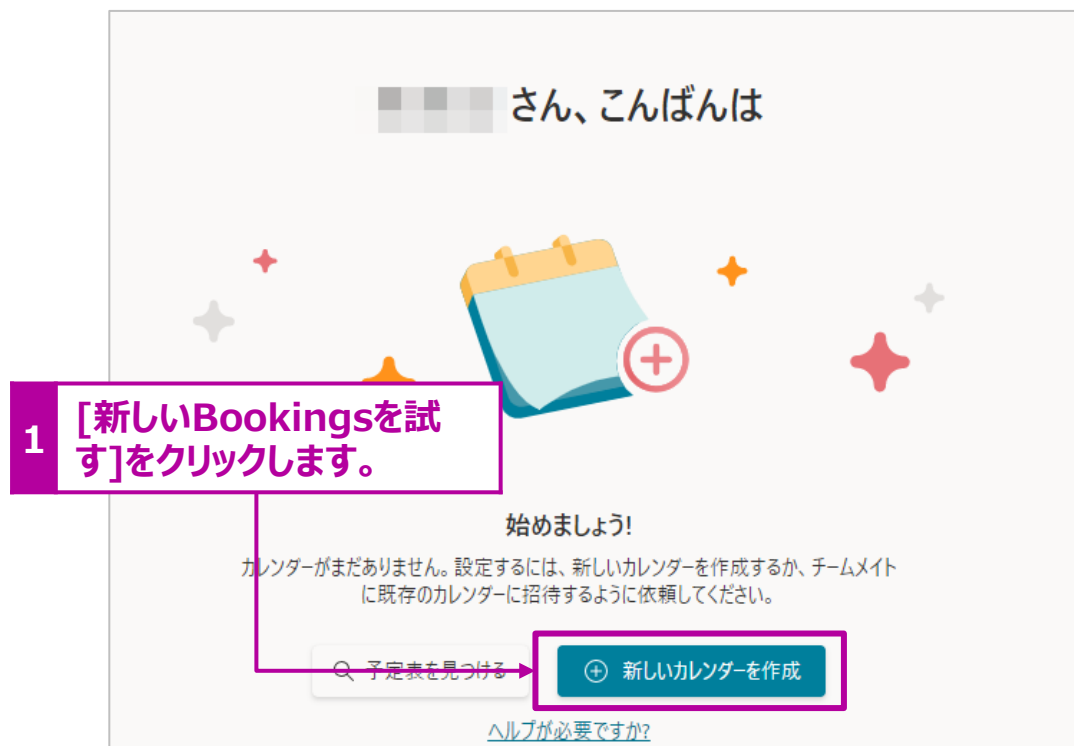 さん、こんばんは
1
[新しいBookingsを試
す]をクリックします。
始めましょう!
カレンダーがまだありません。設定するには、新しいカレンダーを作成するか、チームメイト
に既存のカレンダーに招待するように依頼してください。
予定表を見つける
新しいカレンダーを作成
ヘルプが必要ですか?